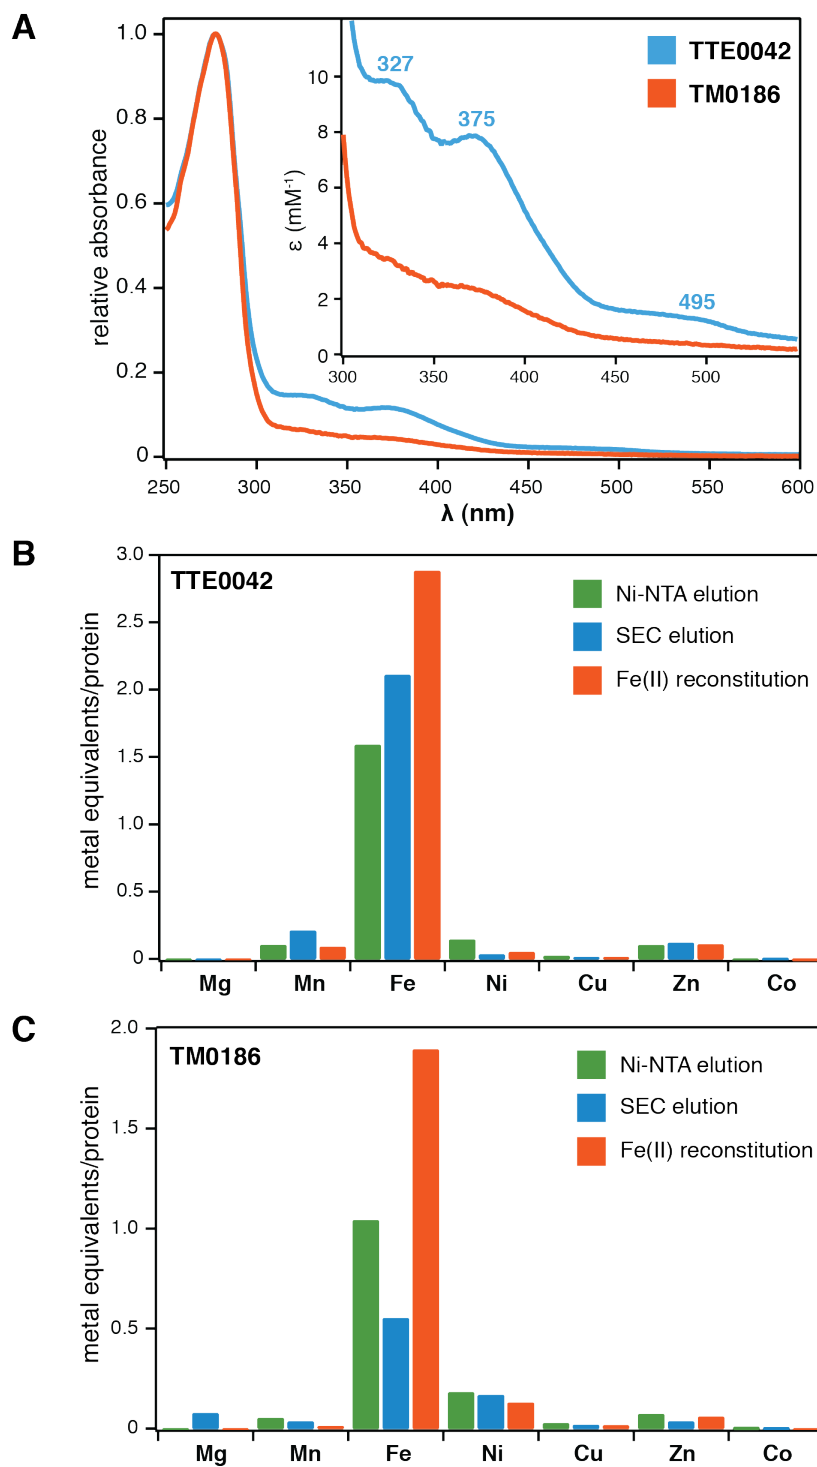 A
1.0
0.8
0.6
0.4
0.2
0
relative absorbance
10
8
6
4
2
0
ε (mM⁻¹)
327
375
495
TTE0042
TM0186
300 350 400 450 500
250 300 350 400 450 500 550 600
λ (nm)
B
3.0
2.5
2.0
1.5
1.0
0.5
0
metal equivalents/protein
TTE0042
Ni-NTA elution
SEC elution
Fe(II) reconstitution
Mg Mn Fe Ni Cu Zn Co
C
2.0
1.5
1.0
0.5
0
metal equivalents/protein
TM0186
Ni-NTA elution
SEC elution
Fe(II) reconstitution
Mg Mn Fe Ni Cu Zn Co